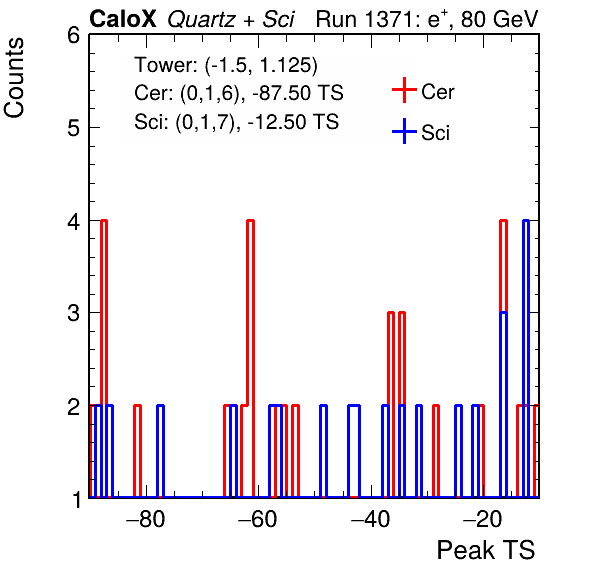 CaloX Quartz + Sci Run 1371: e⁺, 80 GeV
Counts
Tower: (-1.5, 1.125)
Cer: (0,1,6), -87.50 TS
Sci: (0,1,7), -12.50 TS
Cer
Sci
6
5
4
3
2
1
−80 −60 −40 −20
Peak TS